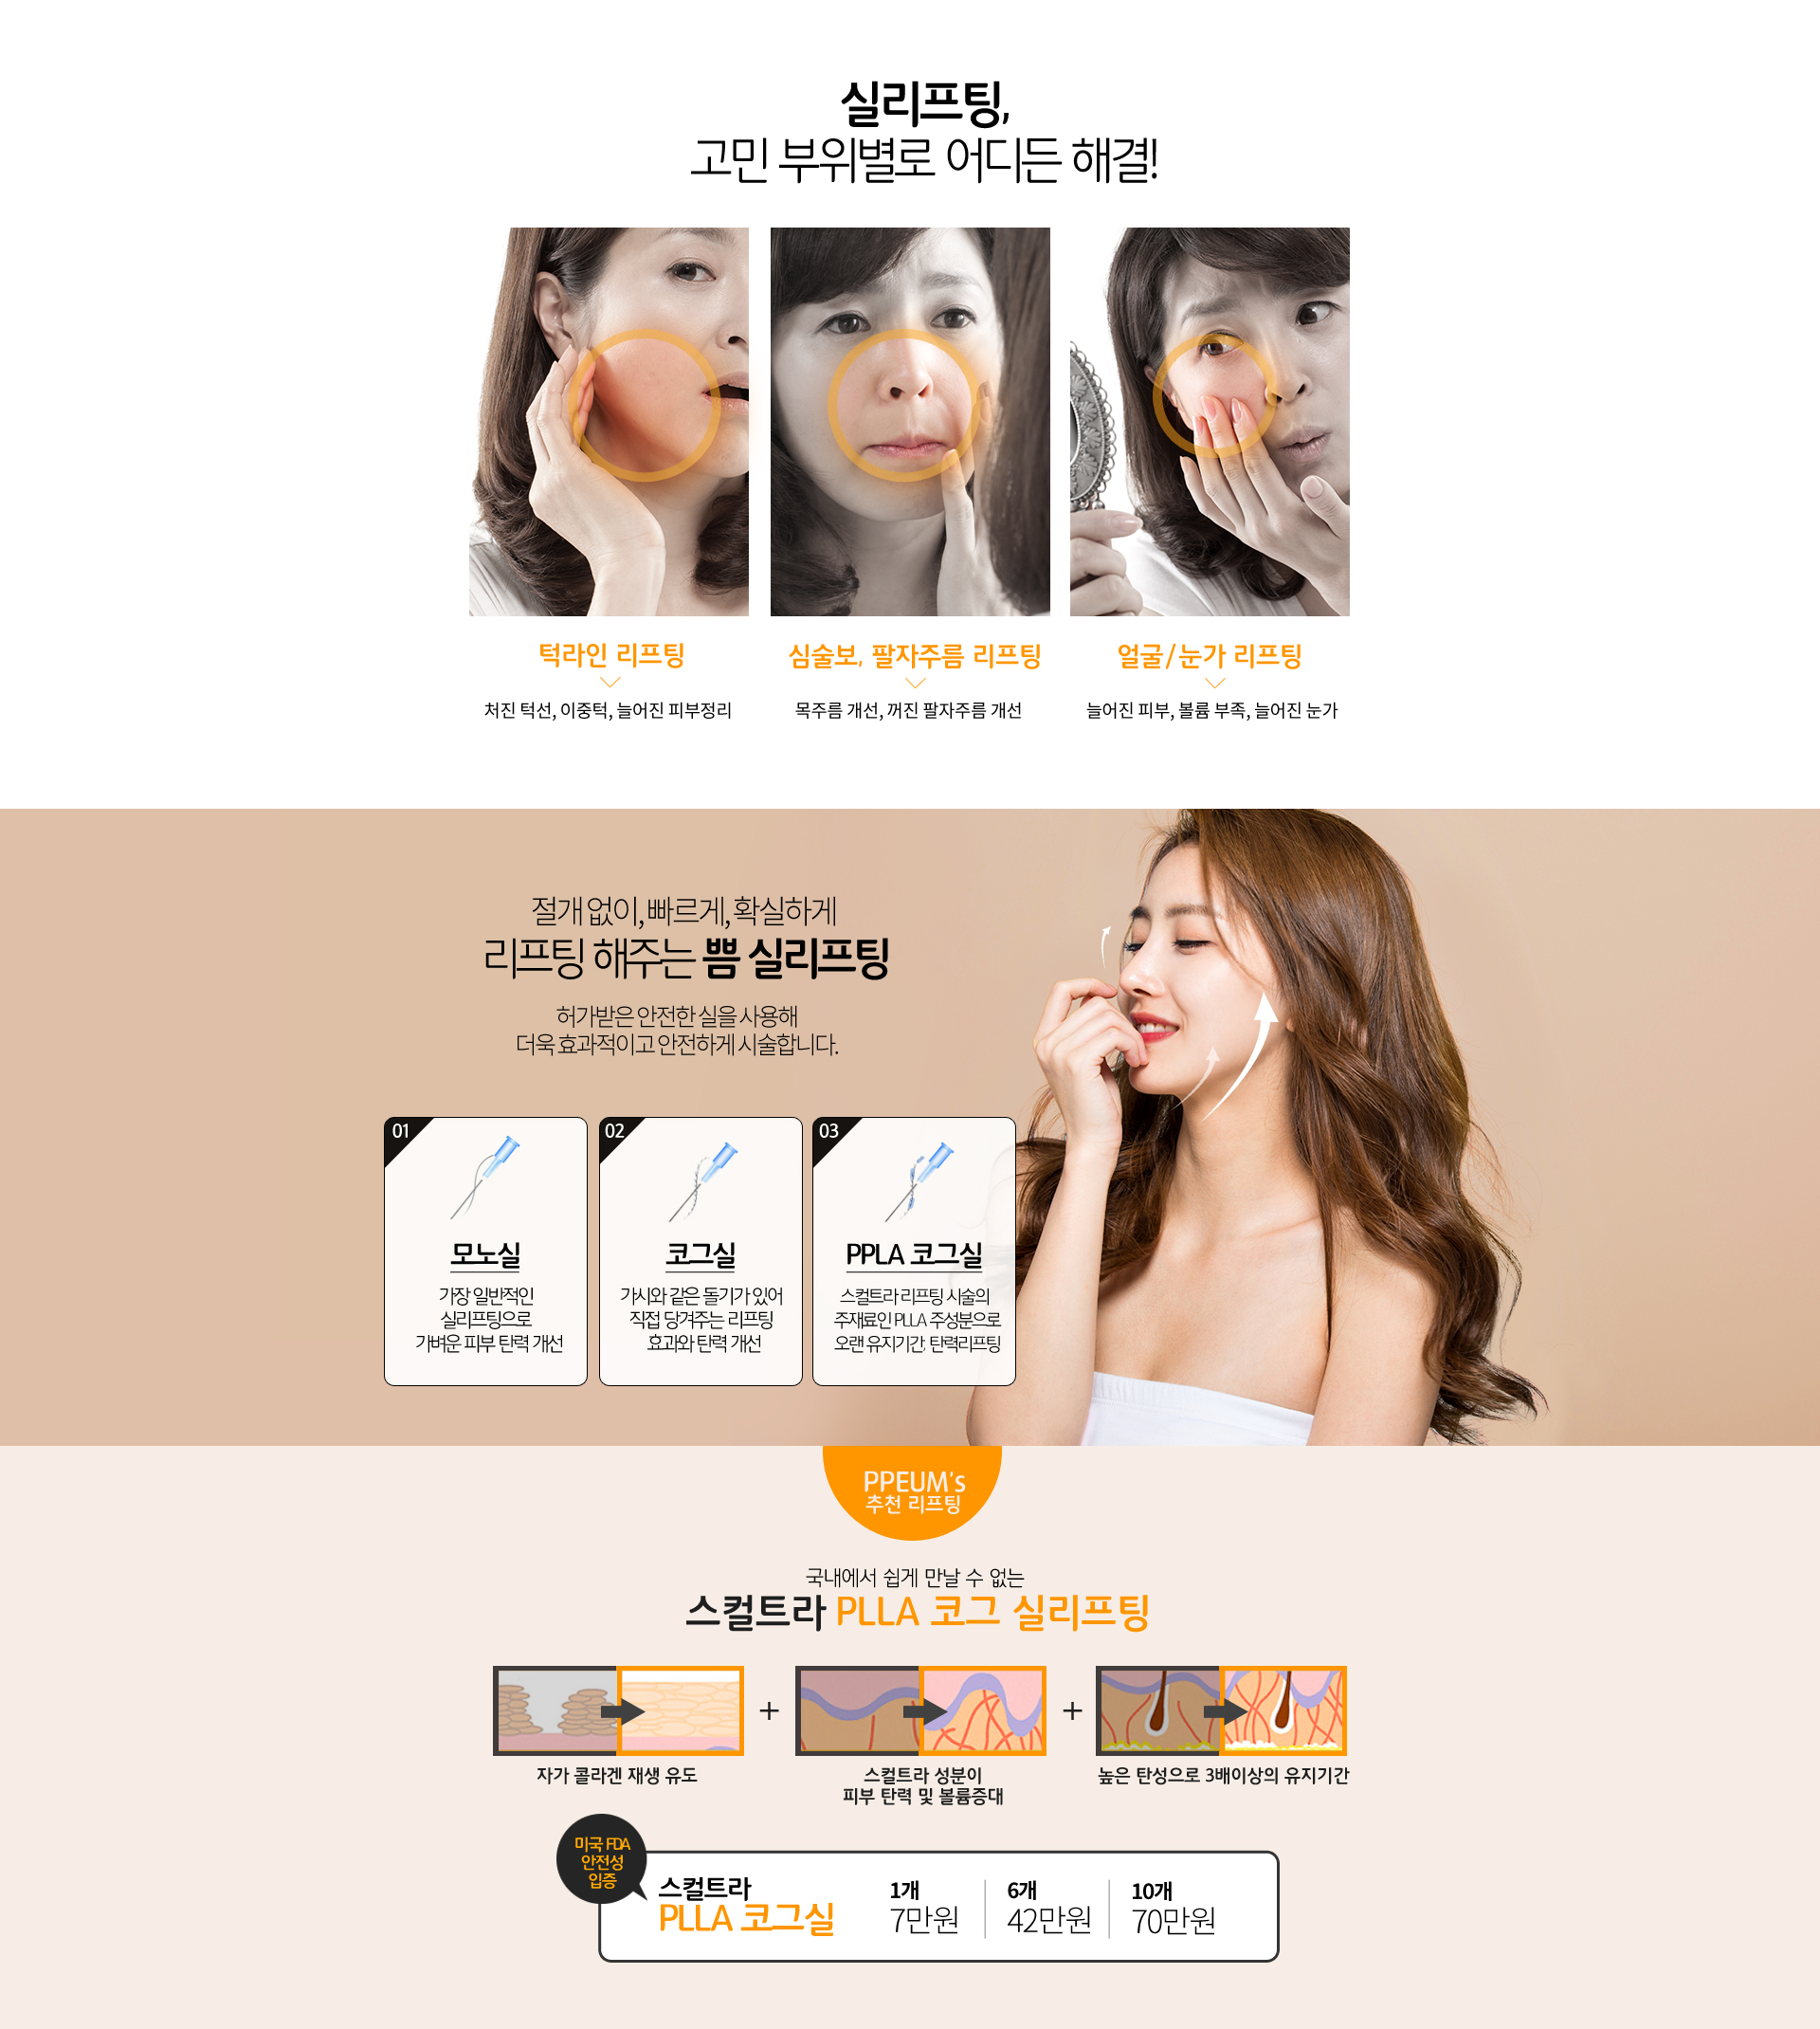 실리프팅,
고민 부위별로 어디든 해결!
턱라인 리프팅
처진 턱선, 이중턱, 늘어진 피부정리
심술보, 팔자주름 리프팅
목주름 개선, 꺼진 팔자주름 개선
얼굴/눈가 리프팅
늘어진 피부, 볼륨 부족, 늘어진 눈가
절개 없이, 빠르게, 확실하게
리프팅 해주는 쁨 실리프팅
허가받은 안전한 실을 사용해
더욱 효과적이고 안전하게 시술합니다.
01
모노실
가장 일반적인
실리프팅으로
가벼운 피부 탄력 개선
02
코그실
가시와 같은 돌기가 있어
직접 당겨주는 리프팅
효과와 탄력 개선
03
PPLA 코그실
스컬트라 리프팅 시술의
주재료인 PLLA 주성분으로
오랜 유지기간, 탄력리프팅
PPEUM's
추천 리프팅
국내에서 쉽게 만날 수 없는
스컬트라 PLLA 코그 실리프팅
+
+
자가 콜라겐 재생 유도
스컬트라 성분이
피부 탄력 및 볼륨증대
높은 탄성으로 3배이상의 유지기간
미국 FDA
안전성
입증
스컬트라
PLLA 코그실
1개
7만원
6개
42만원
10개
70만원